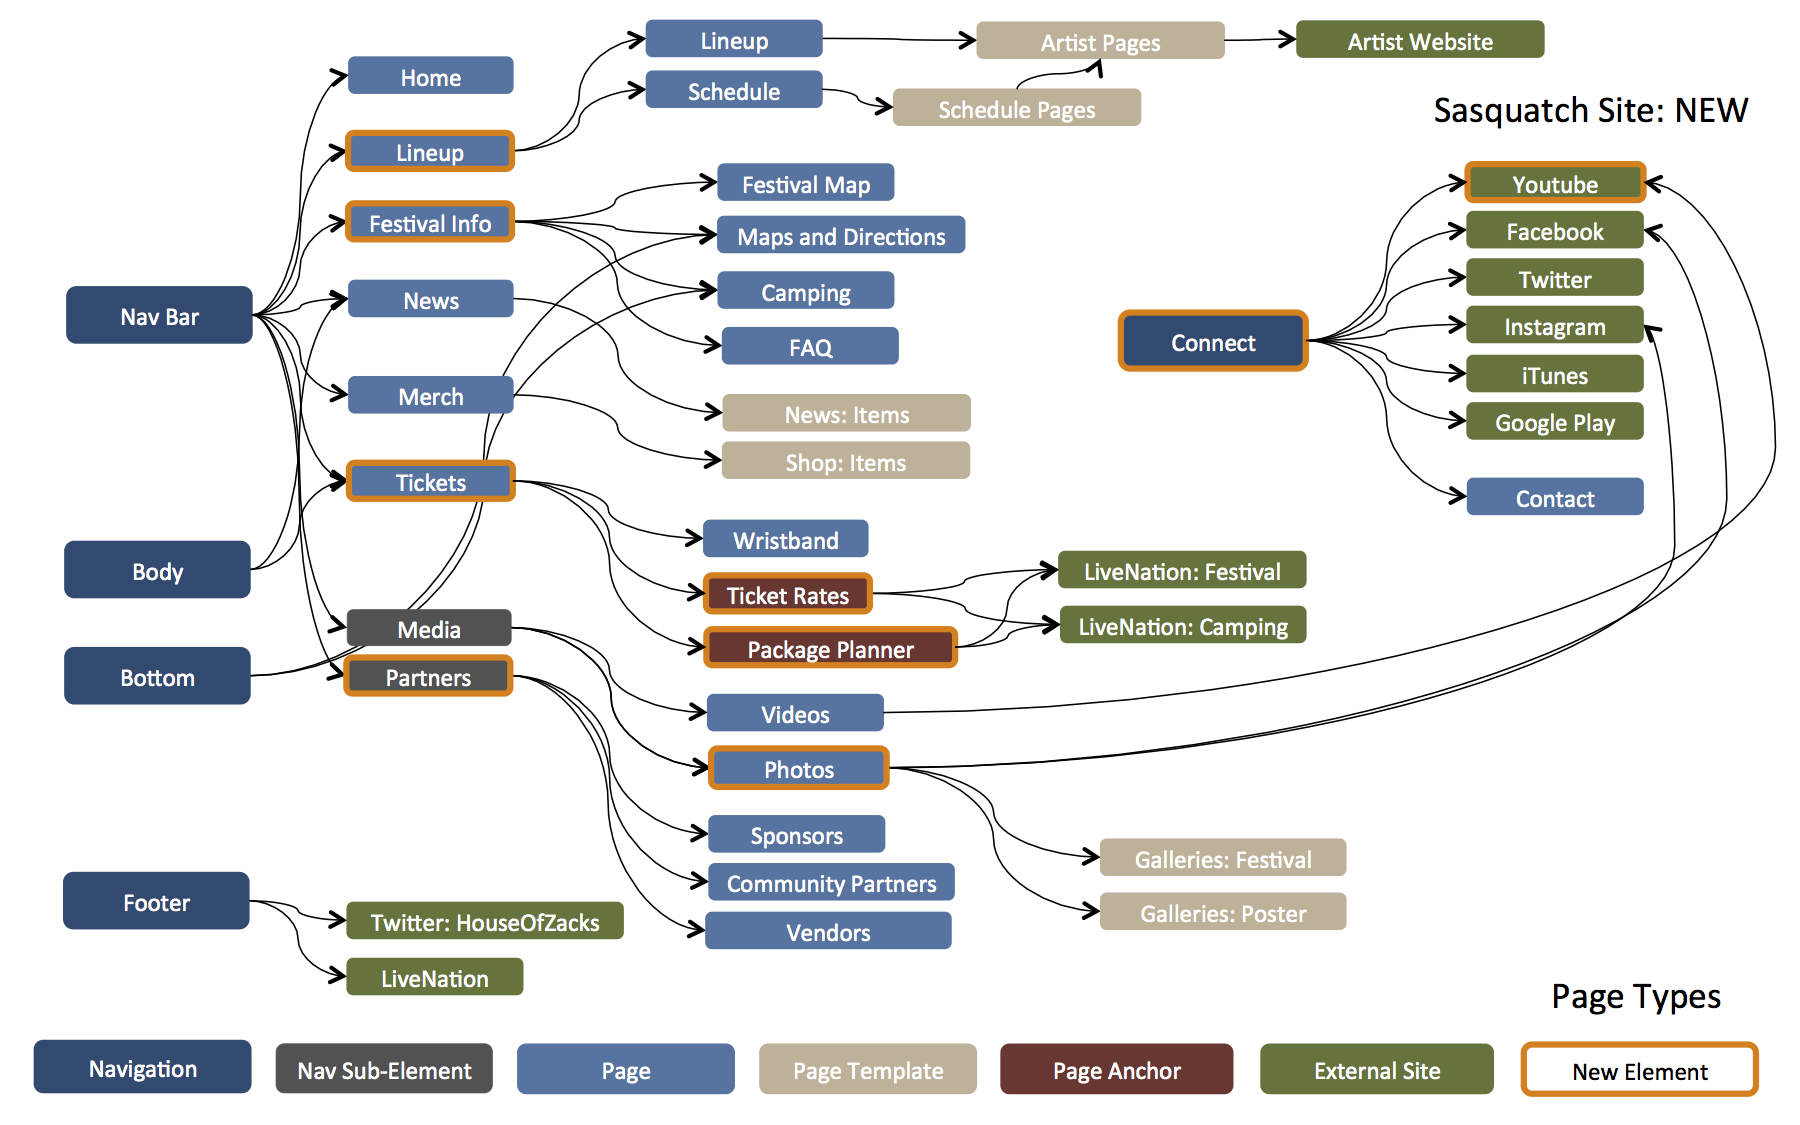 Lineup
Artist Pages
Artist Website
Home
Schedule
Schedule Pages
Sasquatch Site: NEW
Lineup
Festival Map
Youtube
Festival Info
Maps and Directions
Facebook
Twitter
News
Camping
Nav Bar
Instagram
Connect
FAQ
iTunes
Merch
News: Items
Google Play
Shop: Items
Tickets
Contact
Wristband
Body
LiveNation: Festival
Ticket Rates
Media
LiveNation: Camping
Package Planner
Bottom
Partners
Videos
Photos
Sponsors
Galleries: Festival
Community Partners
Footer
Galleries: Poster
Twitter: HouseOfZacks
Vendors
LiveNation
Page Types
Navigation
Nav Sub-Element
Page
Page Template
Page Anchor
External Site
New Element